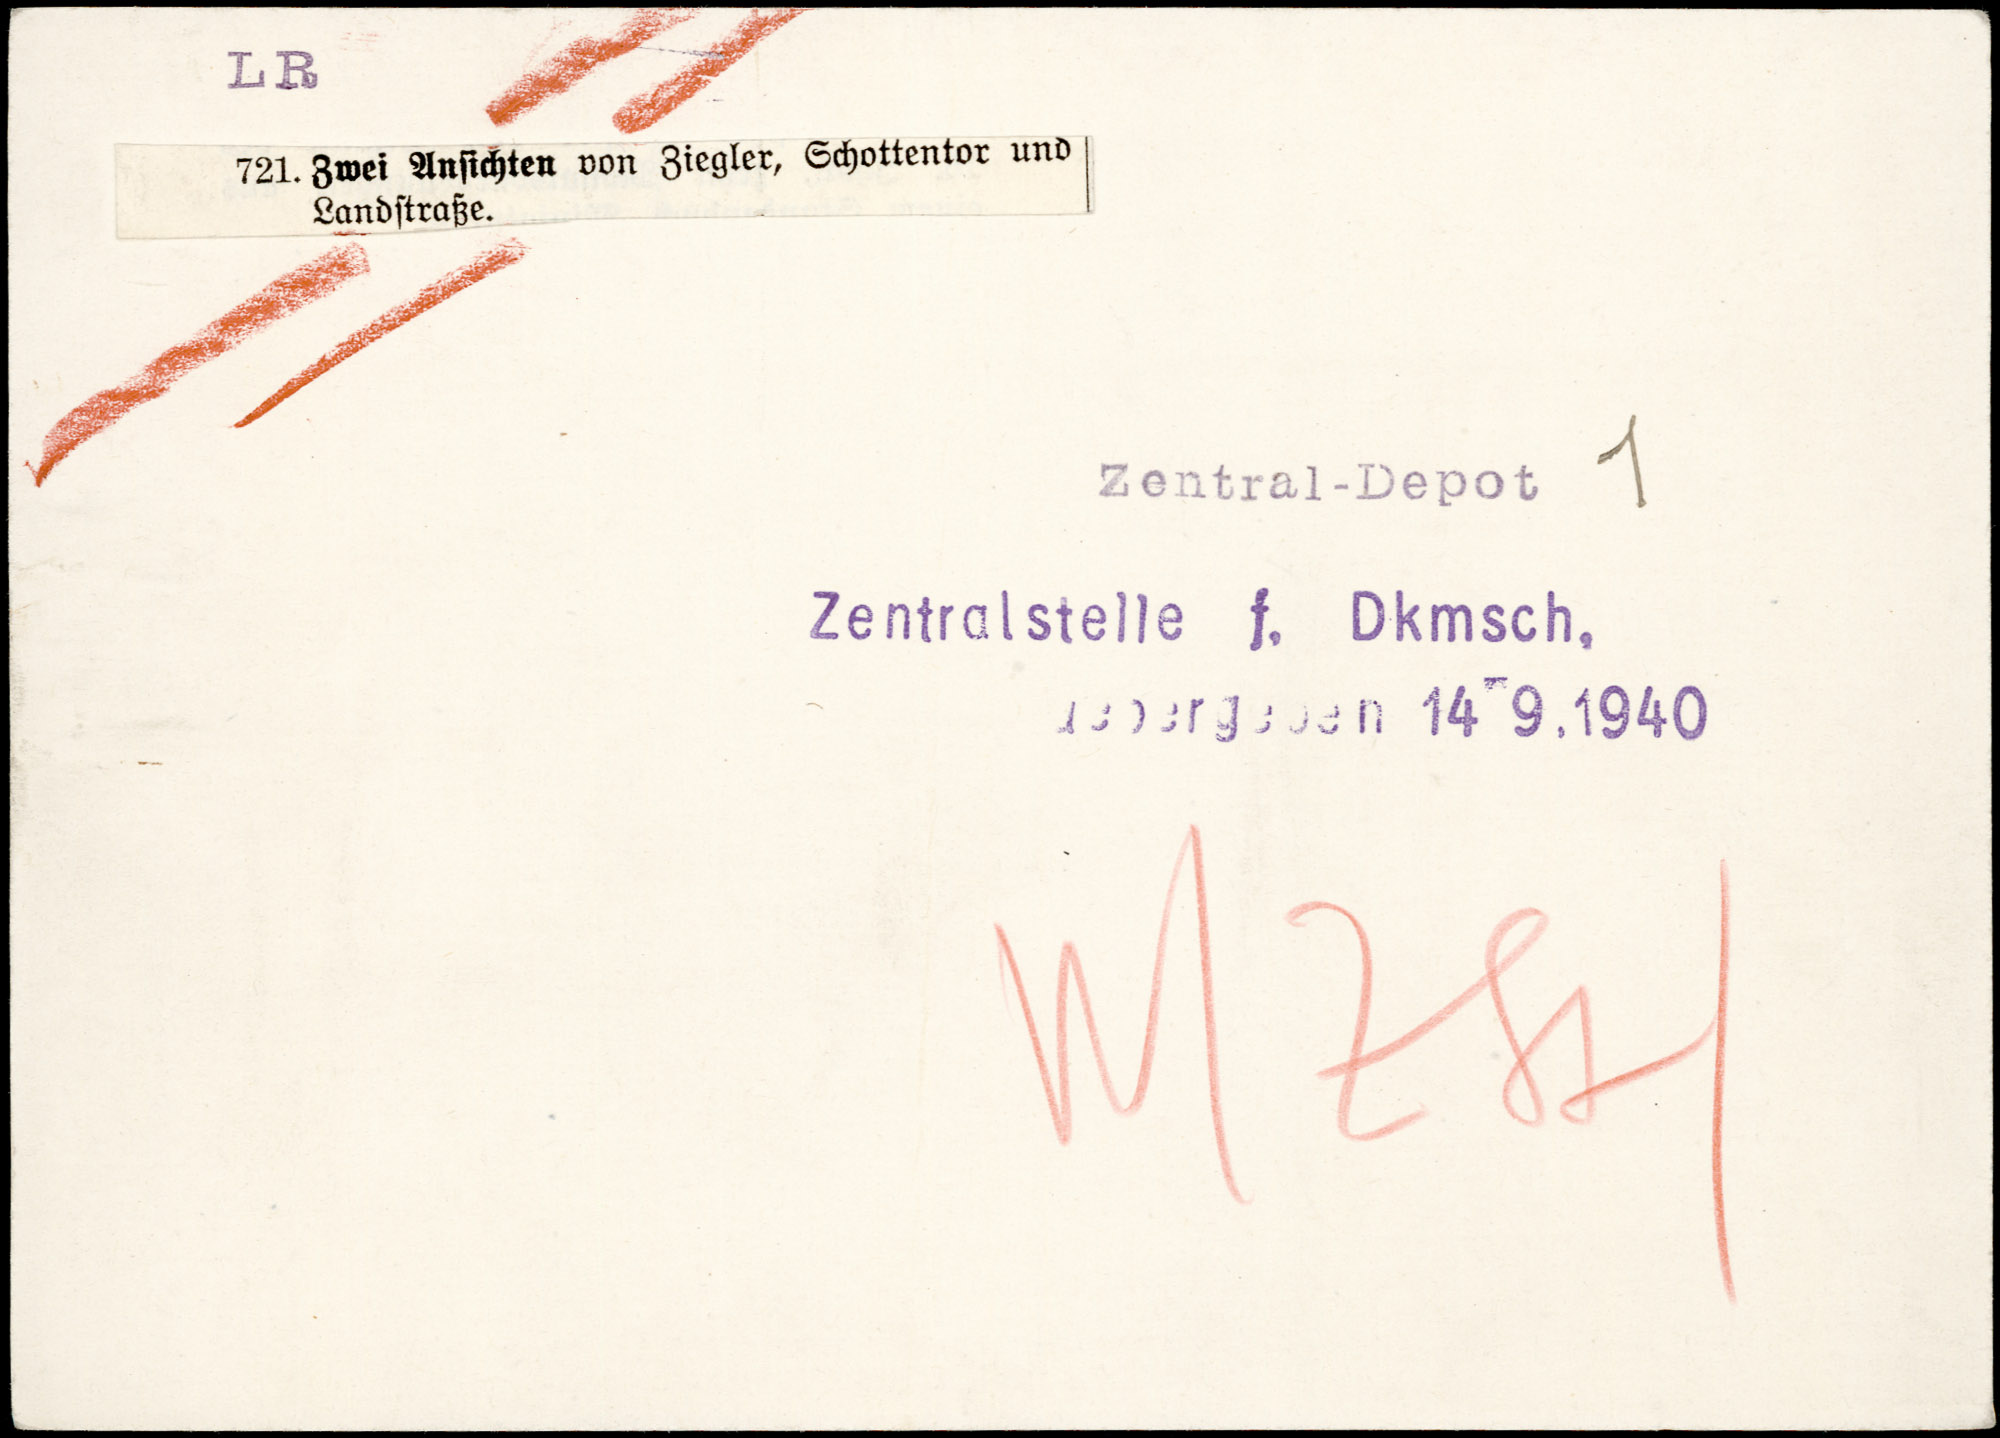 LR
721. Zwei Ansichten von Ziegler, Schottentor und
Landstraße.
Zentral-Depot 1
Zentralstelle f. Dkmsch.
14 9.1940